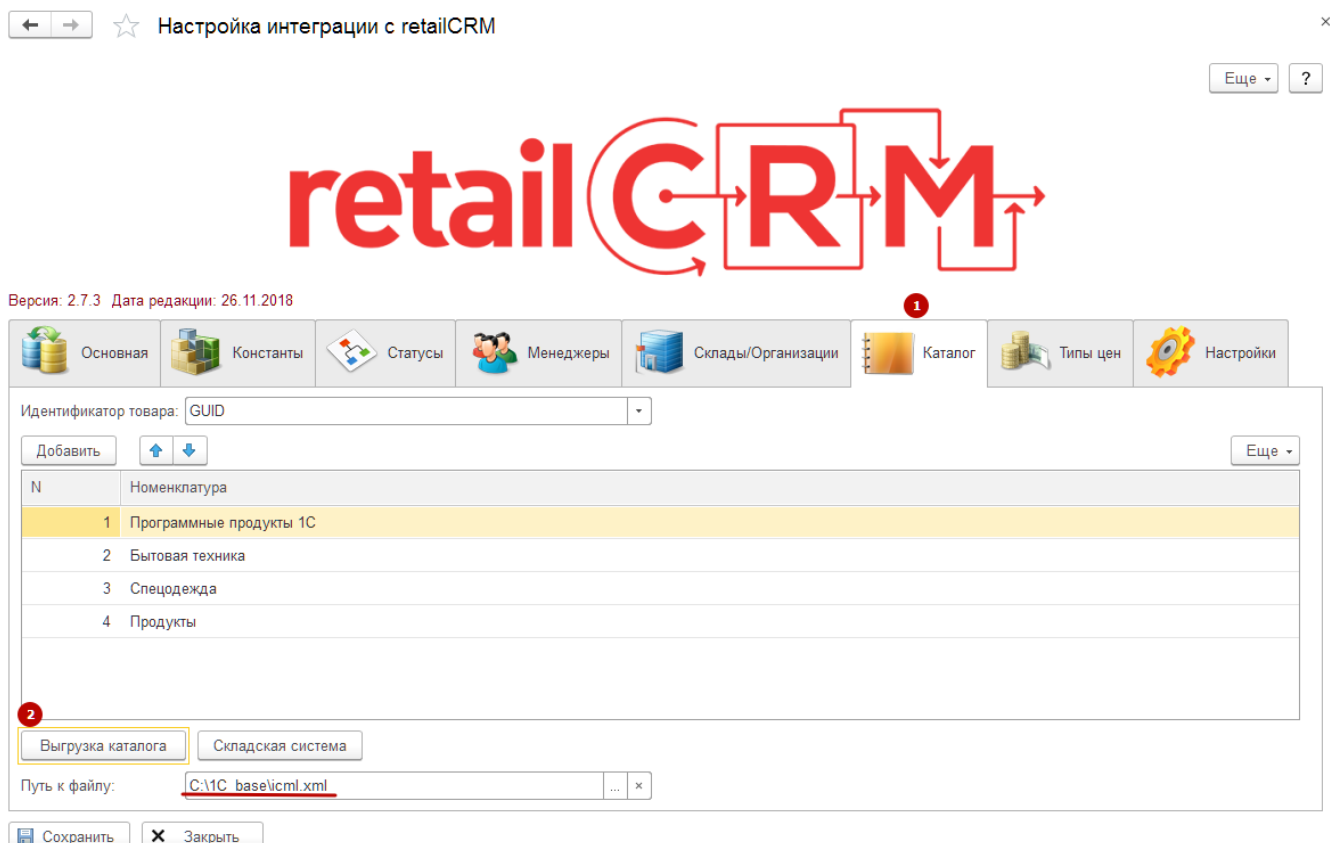 Настройка интеграции с retailCRM
×
Еще
?
retailCRM
Версия: 2.7.3 Дата редакции: 26.11.2018
1
Основная Константы Статусы Менеджеры Склады/Организации Каталог Типы цен Настройки
Идентификатор товара: GUID
Добавить Еще
N Номенклатура
1 Программные продукты 1С
2 Бытовая техника
3 Спецодежда
4 Продукты
2
Выгрузка каталога Складская система
Путь к файлу: C:\1C_base\icml.xml ... ×
Сохранить Закрыть